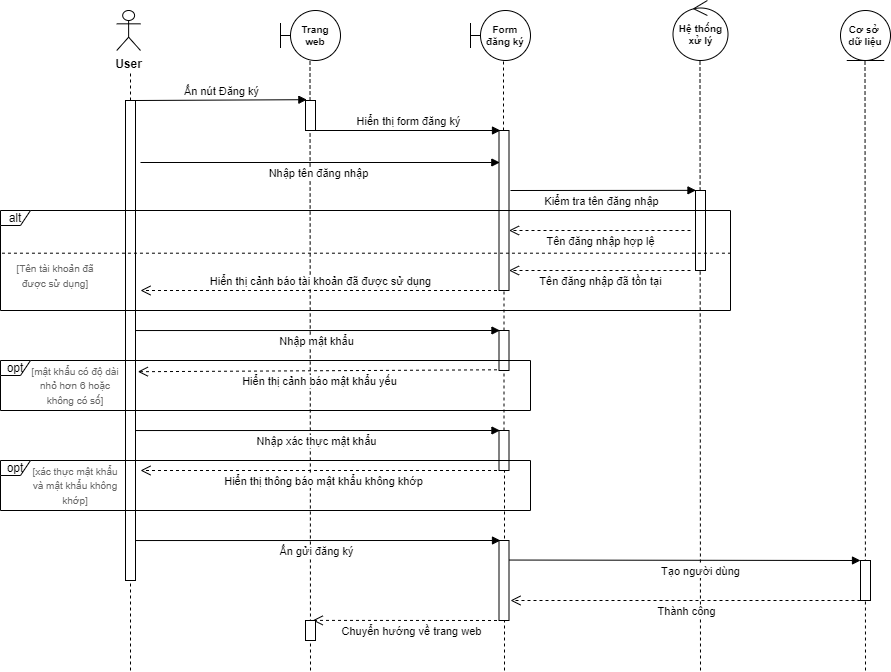 User
Trang
web
Form
đăng ký
Hệ thống
xử lý
Cơ sở
dữ liệu
Ấn nút Đăng ký
Hiển thị form đăng ký
Nhập tên đăng nhập
Kiểm tra tên đăng nhập
alt
Tên đăng nhập hợp lệ
[Tên tài khoản đã
được sử dụng]
Hiển thị cảnh báo tài khoản đã được sử dụng
Tên đăng nhập đã tồn tại
Nhập mật khẩu
opt
[mật khẩu có độ dài
nhỏ hơn 6 hoặc
không có số]
Hiển thị cảnh báo mật khẩu yếu
Nhập xác thực mật khẩu
opt
[xác thực mật khẩu
và mật khẩu không
khớp]
Hiển thị thông báo mật khẩu không khớp
Ấn gửi đăng ký
Tạo người dùng
Thành công
Chuyển hướng về trang web